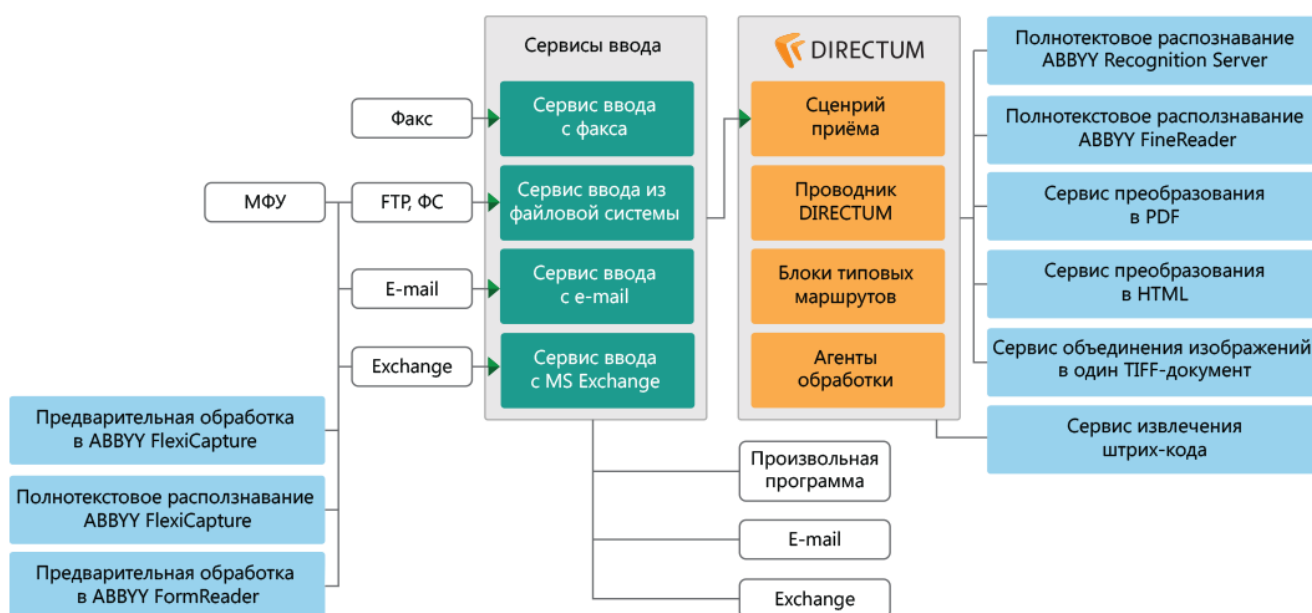 Сервисы ввода
DIRECTUM
Полнотектовое распознавание
ABBYY Recognition Server
Факс
Сервис ввода
с факса
Сценрий
приёма
Полнотекстовое располжнавание
ABBYY FineReader
МФУ
FTP, ФС
Сервис ввода из
файловой системы
Проводник
DIRECTUM
Сервис преобразования
в PDF
E-mail
Сервис ввода
с e-mail
Блоки типовых
маршрутов
Сервис преобразования
в HTML
Exchange
Сервис ввода
с MS Exchange
Агенты
обработки
Сервис объединения изображений
в один TIFF-документ
Предварительная обработка
в ABBYY FlexiCapture
Сервис извлечения
штрих-кода
Произвольная
программа
Полнотекстовое располжнавание
ABBYY FlexiCapture
E-mail
Предварительная обработка
в ABBYY FormReader
Exchange